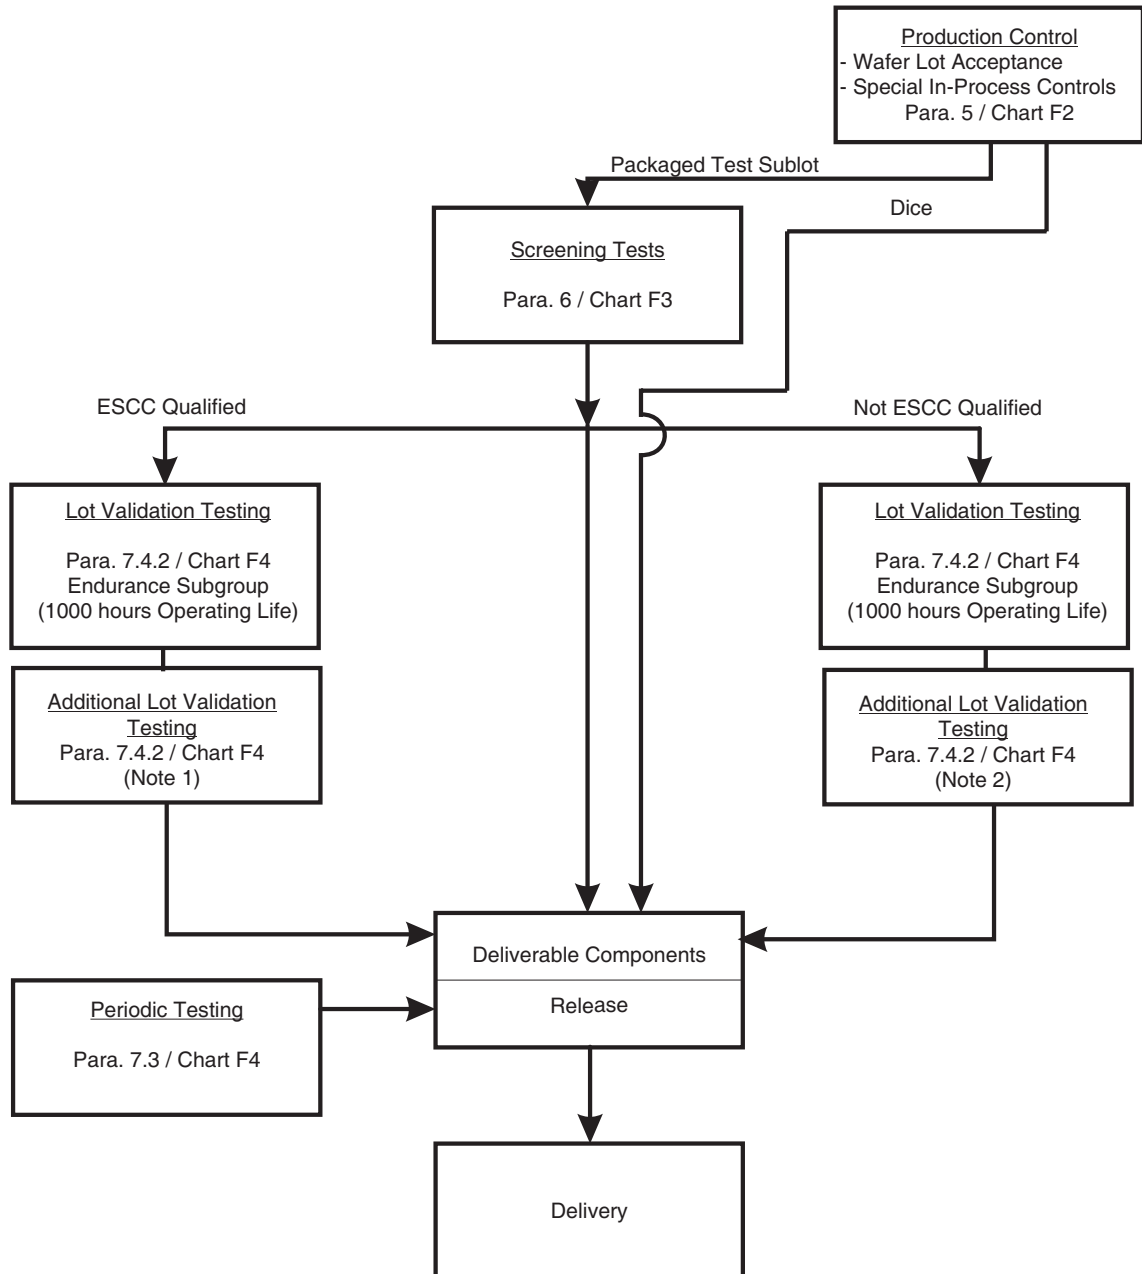 Production Control
- Wafer Lot Acceptance
- Special In-Process Controls
Para. 5 / Chart F2
Packaged Test Sublot
Dice
Screening Tests
Para. 6 / Chart F3
ESCC Qualified
Not ESCC Qualified
Lot Validation Testing
Para. 7.4.2 / Chart F4
Endurance Subgroup
(1000 hours Operating Life)
Lot Validation Testing
Para. 7.4.2 / Chart F4
Endurance Subgroup
(1000 hours Operating Life)
Additional Lot Validation
Testing
Para. 7.4.2 / Chart F4
(Note 1)
Additional Lot Validation
Testing
Para. 7.4.2 / Chart F4
(Note 2)
Deliverable Components
Release
Periodic Testing
Para. 7.3 / Chart F4
Delivery